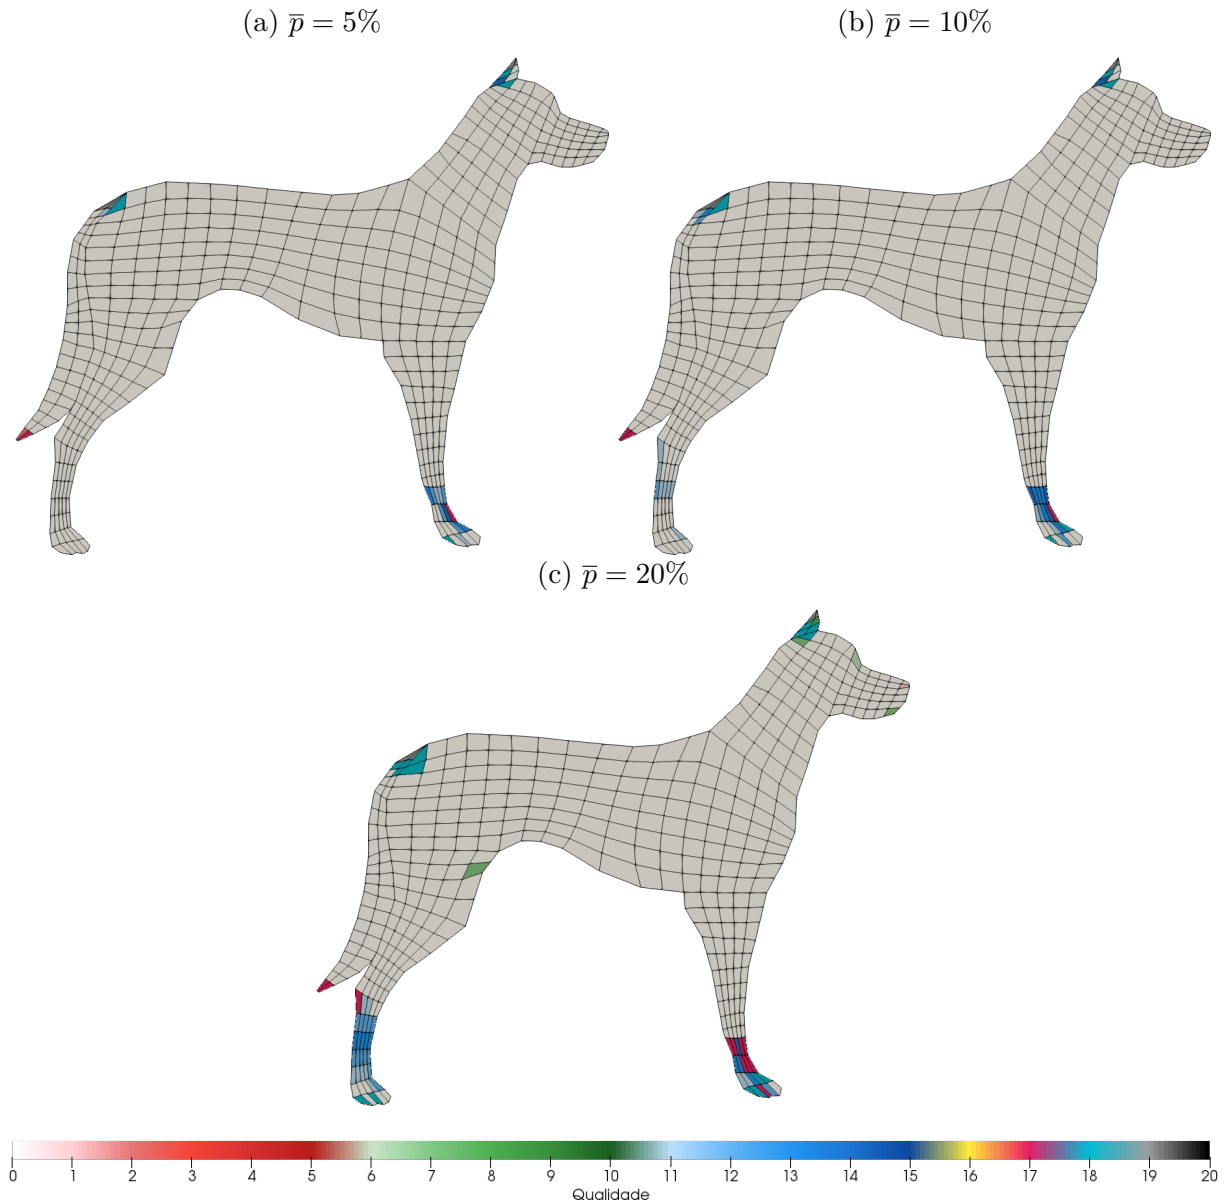 (a) p̅ = 5%
(b) p̅ = 10%
(c) p̅ = 20%
0 1 2 3 4 5 6 7 8 9 10 11 12 13 14 15 16 17 18 19 20
Qualidade